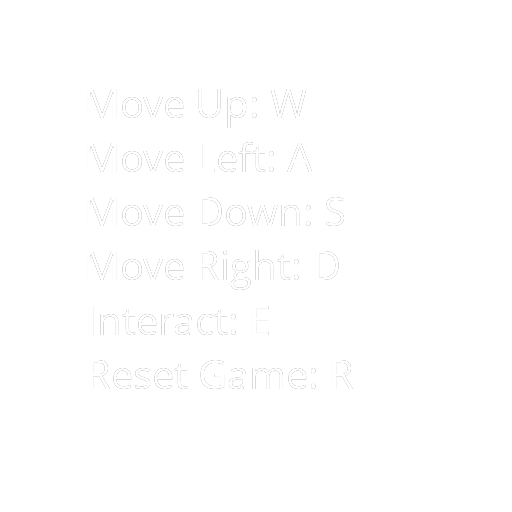 Move Up: W
Move Left: A
Move Down: S
Move Right: D
Interact: E
Reset Game: R